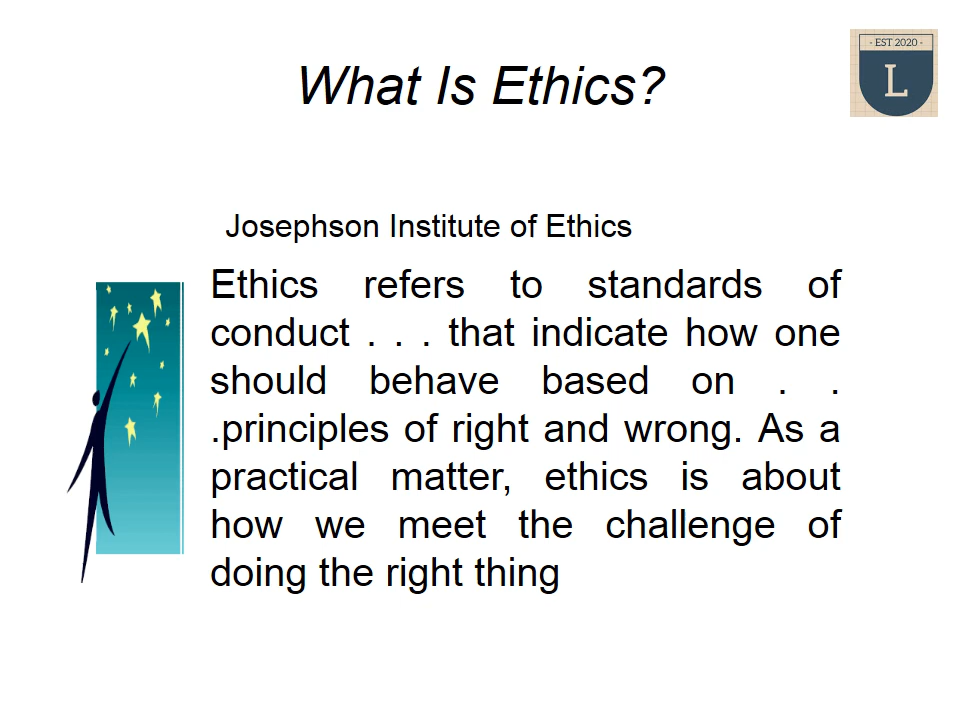 - EST 2020 -
L
What Is Ethics?
Josephson Institute of Ethics
Ethics refers to standards of
conduct . . . that indicate how one
should behave based on . .
.principles of right and wrong. As a
practical matter, ethics is about
how we meet the challenge of
doing the right thing